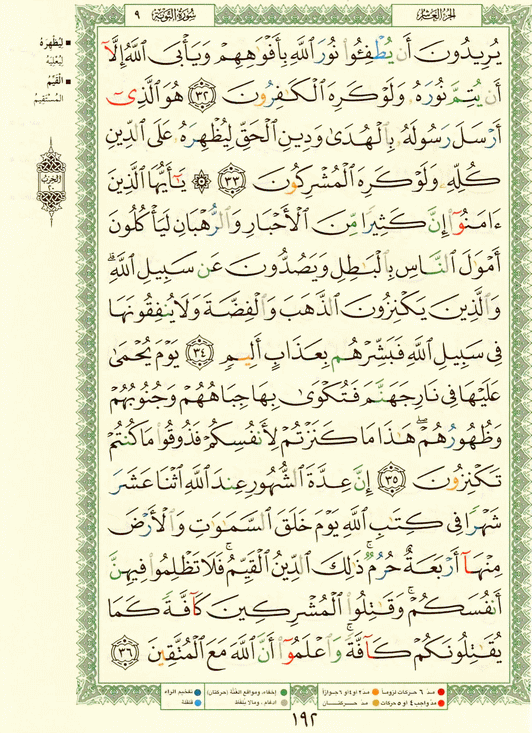 الجزء العاشر
سورة التوبة ٩
يُرِيدُونَ أَن يُطْفِـُٔوا۟ نُورَ ٱللَّهِ بِأَفْوَٰهِهِمْ وَيَأْبَى ٱللَّهُ إِلَّآ
أَن يُتِمَّ نُورَهُۥ وَلَوْ كَرِهَ ٱلْكَـٰفِرُونَ ٣٢ هُوَ ٱلَّذِىٓ
أَرْسَلَ رَسُولَهُۥ بِٱلْهُدَىٰ وَدِينِ ٱلْحَقِّ لِيُظْهِرَهُۥ عَلَى ٱلدِّينِ
كُلِّهِۦ وَلَوْ كَرِهَ ٱلْمُشْرِكُونَ ٣٣ ۞ يَـٰٓأَيُّهَا ٱلَّذِينَ
ءَامَنُوٓا۟ إِنَّ كَثِيرًا مِّنَ ٱلْأَحْبَارِ وَٱلرُّهْبَانِ لَيَأْكُلُونَ
أَمْوَٰلَ ٱلنَّاسِ بِٱلْبَـٰطِلِ وَيَصُدُّونَ عَن سَبِيلِ ٱللَّهِ ۗ
وَٱلَّذِينَ يَكْنِزُونَ ٱلذَّهَبَ وَٱلْفِضَّةَ وَلَا يُنفِقُونَهَا
فِى سَبِيلِ ٱللَّهِ فَبَشِّرْهُم بِعَذَابٍ أَلِيمٍ ٣٤ يَوْمَ يُحْمَىٰ
عَلَيْهَا فِى نَارِ جَهَنَّمَ فَتُكْوَىٰ بِهَا جِبَاهُهُمْ وَجُنُوبُهُمْ
وَظُهُورُهُمْ ۖ هَـٰذَا مَا كَنَزْتُمْ لِأَنفُسِكُمْ فَذُوقُوا۟ مَا كُنتُمْ
تَكْنِزُونَ ٣٥ إِنَّ عِدَّةَ ٱلشُّهُورِ عِندَ ٱللَّهِ ٱثْنَا عَشَرَ
شَهْرًا فِى كِتَـٰبِ ٱللَّهِ يَوْمَ خَلَقَ ٱلسَّمَـٰوَٰتِ وَٱلْأَرْضَ
مِنْهَآ أَرْبَعَةٌ حُرُمٌ ۚ ذَٰلِكَ ٱلدِّينُ ٱلْقَيِّمُ ۚ فَلَا تَظْلِمُوا۟ فِيهِنَّ
أَنفُسَكُمْ ۚ وَقَـٰتِلُوا۟ ٱلْمُشْرِكِينَ كَآفَّةً كَمَا
يُقَـٰتِلُونَكُمْ كَآفَّةً ۚ وَٱعْلَمُوٓا۟ أَنَّ ٱللَّهَ مَعَ ٱلْمُتَّقِينَ ٣٦
■ لِيُظْهِرَهُ
لِيُعْلِيَهُ
■ الْقَيِّمُ
المُسْتَقِيمُ
الحزب
٢٠
مدّ ٦ حركات لزوماً ● مدّ ٢ أو ٤ أو ٦ جوازاً
مدّ واجب ٤ أو ٥ حركات ● مدّ حركتان
إخفاء، ومواقع الغنّة (حركتان) ● تفخيم الراء
ادغام، وما لا يلفظ ● قلقلة
١٩٢